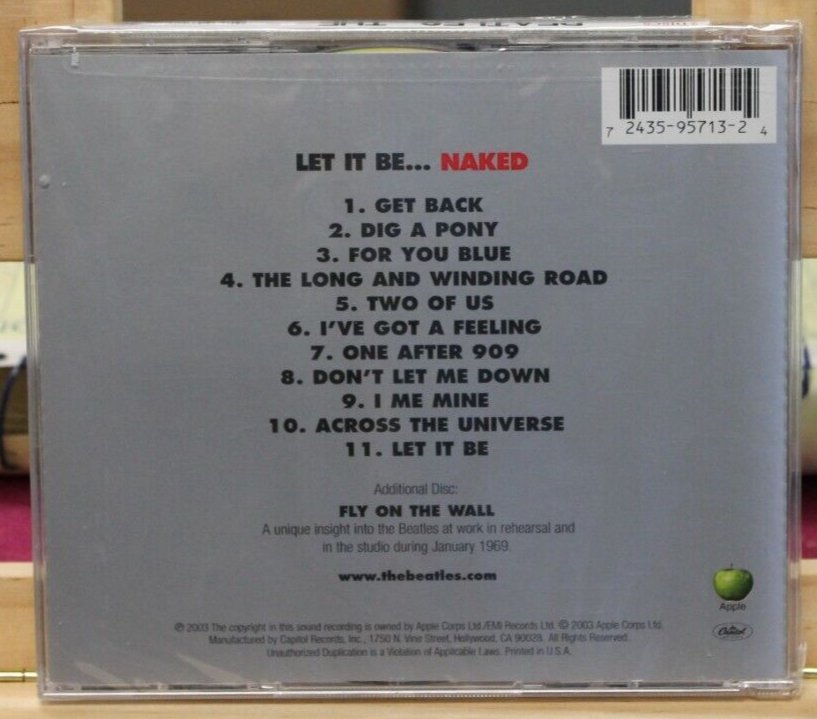 BEATLES, THE
7 2435-95713-2 4
LET IT BE... NAKED
1. GET BACK
2. DIG A PONY
3. FOR YOU BLUE
4. THE LONG AND WINDING ROAD
5. TWO OF US
6. I'VE GOT A FEELING
7. ONE AFTER 909
8. DON'T LET ME DOWN
9. I ME MINE
10. ACROSS THE UNIVERSE
11. LET IT BE
Additional Disc:
FLY ON THE WALL
A unique insight into the Beatles at work in rehearsal and
in the studio during January 1969.
www.thebeatles.com
Apple
℗ 2003 The copyright in this sound recording is owned by Apple Corps Ltd./EMI Records Ltd. © 2003 Apple Corps Ltd.
Manufactured by Capitol Records, Inc., 1750 N. Vine Street, Hollywood, CA 90028. All Rights Reserved.
Unauthorized Duplication is a Violation of Applicable Laws. Printed in U.S.A.
Capitol